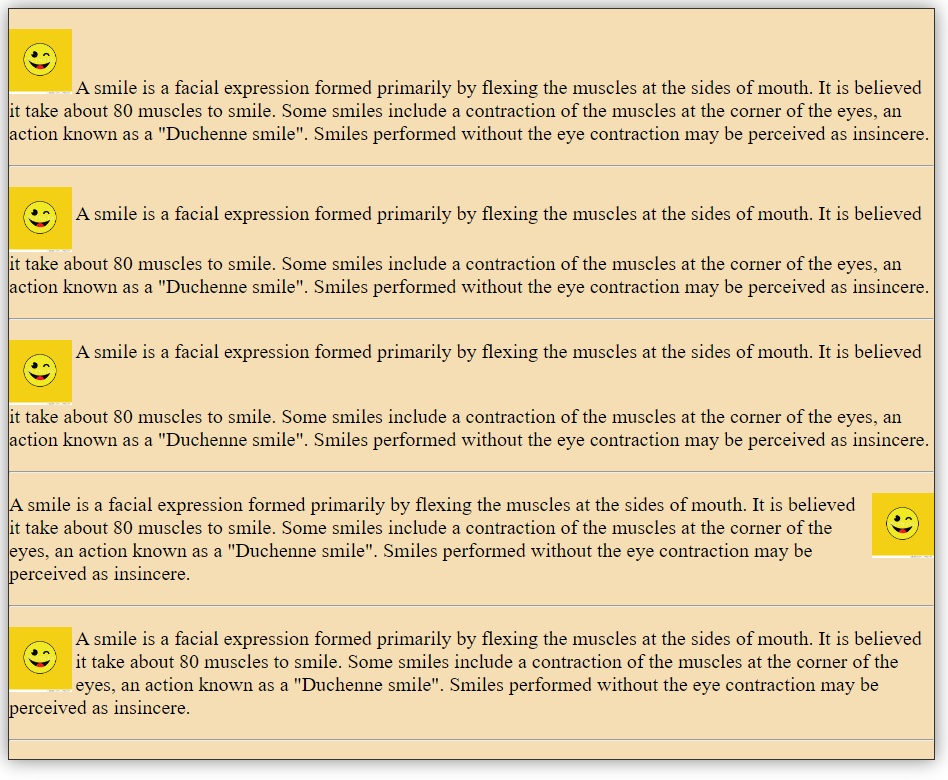 A smile is a facial expression formed primarily by flexing the muscles at the sides of mouth. It is believed
it take about 80 muscles to smile. Some smiles include a contraction of the muscles at the corner of the eyes, an
action known as a "Duchenne smile". Smiles performed without the eye contraction may be perceived as insincere.
A smile is a facial expression formed primarily by flexing the muscles at the sides of mouth. It is believed
it take about 80 muscles to smile. Some smiles include a contraction of the muscles at the corner of the eyes, an
action known as a "Duchenne smile". Smiles performed without the eye contraction may be perceived as insincere.
A smile is a facial expression formed primarily by flexing the muscles at the sides of mouth. It is believed
it take about 80 muscles to smile. Some smiles include a contraction of the muscles at the corner of the eyes, an
action known as a "Duchenne smile". Smiles performed without the eye contraction may be perceived as insincere.
A smile is a facial expression formed primarily by flexing the muscles at the sides of mouth. It is believed
it take about 80 muscles to smile. Some smiles include a contraction of the muscles at the corner of the
eyes, an action known as a "Duchenne smile". Smiles performed without the eye contraction may be
perceived as insincere.
A smile is a facial expression formed primarily by flexing the muscles at the sides of mouth. It is believed
it take about 80 muscles to smile. Some smiles include a contraction of the muscles at the corner of the
eyes, an action known as a "Duchenne smile". Smiles performed without the eye contraction may be
perceived as insincere.